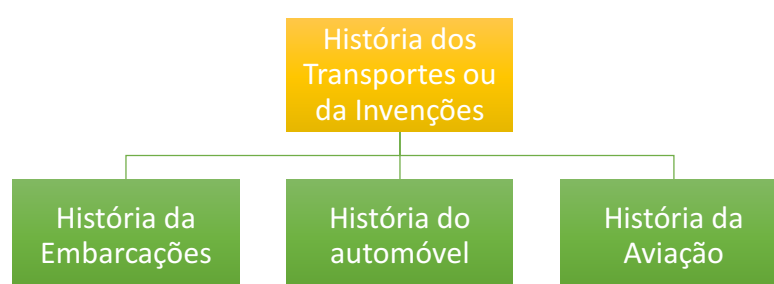 História dos
Transportes ou
da Invenções
História da
Embarcações
História do
automóvel
História da
Aviação